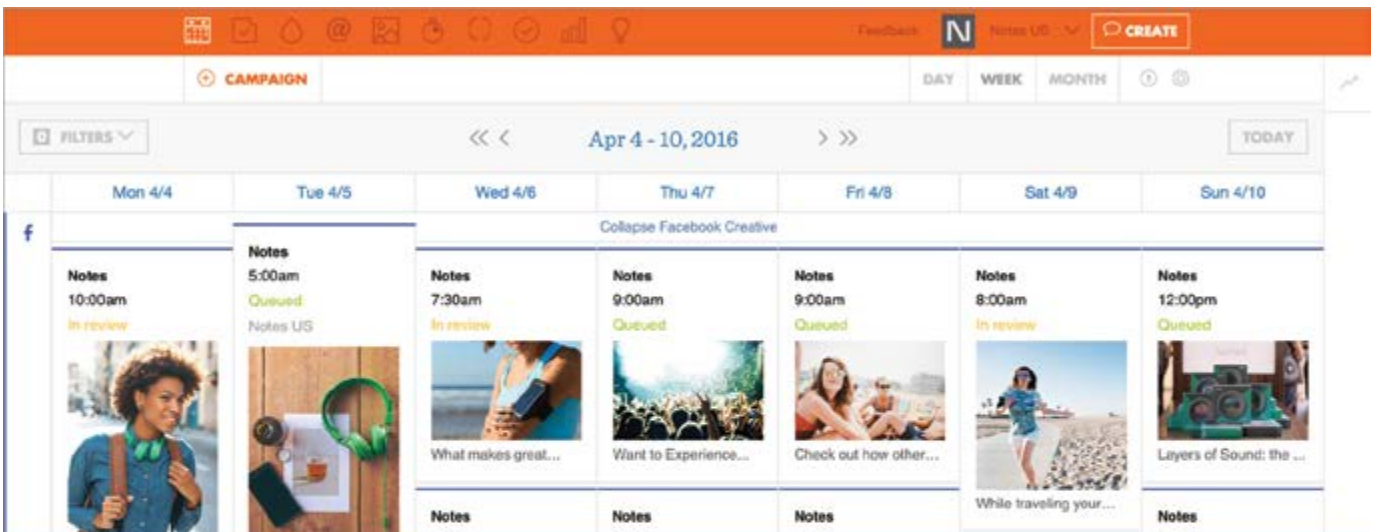 Feedback
N
Notes US
CREATE
CAMPAIGN
DAY WEEK MONTH
FILTERS
Apr 4 - 10, 2016
TODAY
Mon 4/4 Tue 4/5 Wed 4/6 Thu 4/7 Fri 4/8 Sat 4/9 Sun 4/10
f
Collapse Facebook Creative
Notes
10:00am
In review
Notes
5:00am
Queued
Notes US
Notes
7:30am
In review
What makes great...
Notes
Notes
9:00am
Queued
Want to Experience...
Notes
Notes
9:00am
Queued
Check out how other...
Notes
Notes
8:00am
In review
While traveling your...
Notes
12:00pm
Queued
Layers of Sound: the ...
Notes